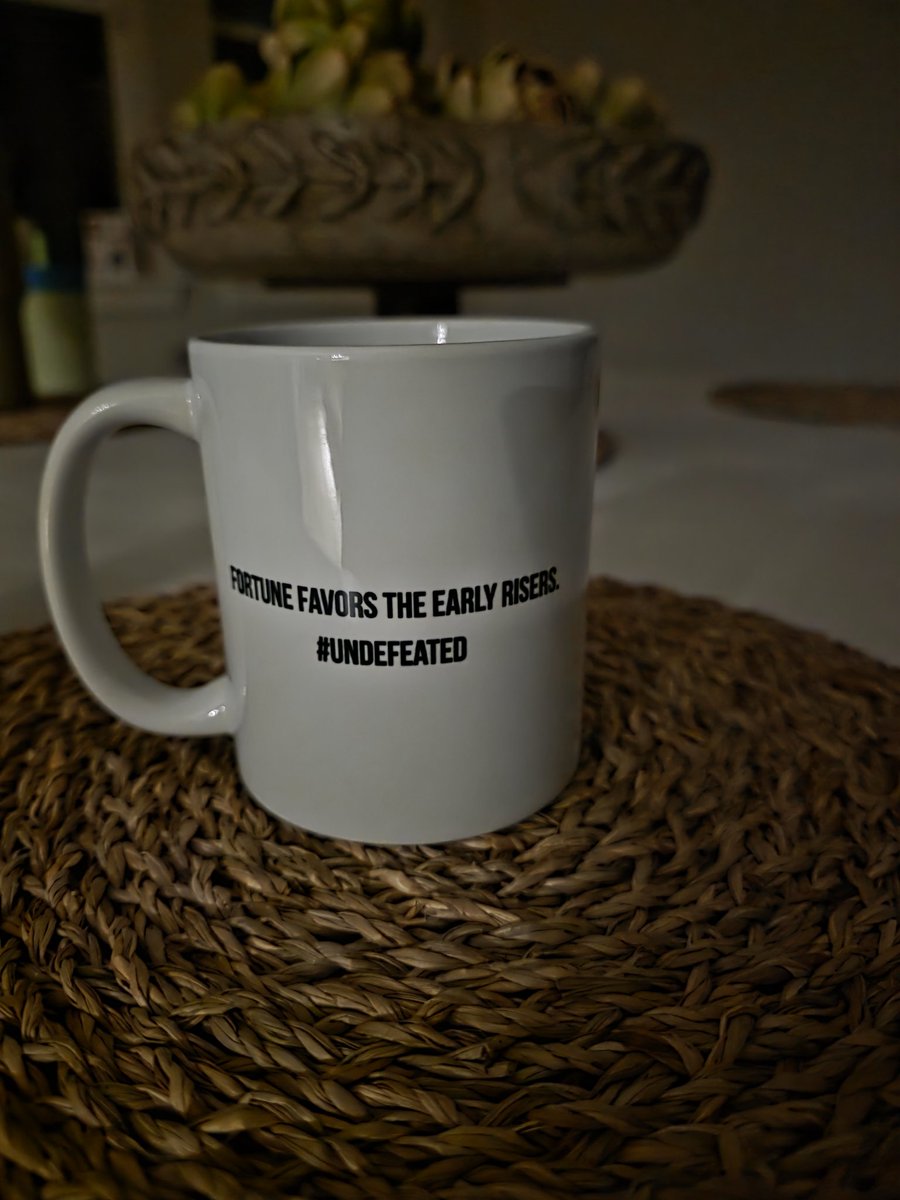 FORTUNE FAVORS THE EARLY RISERS.
#UNDEFEATED